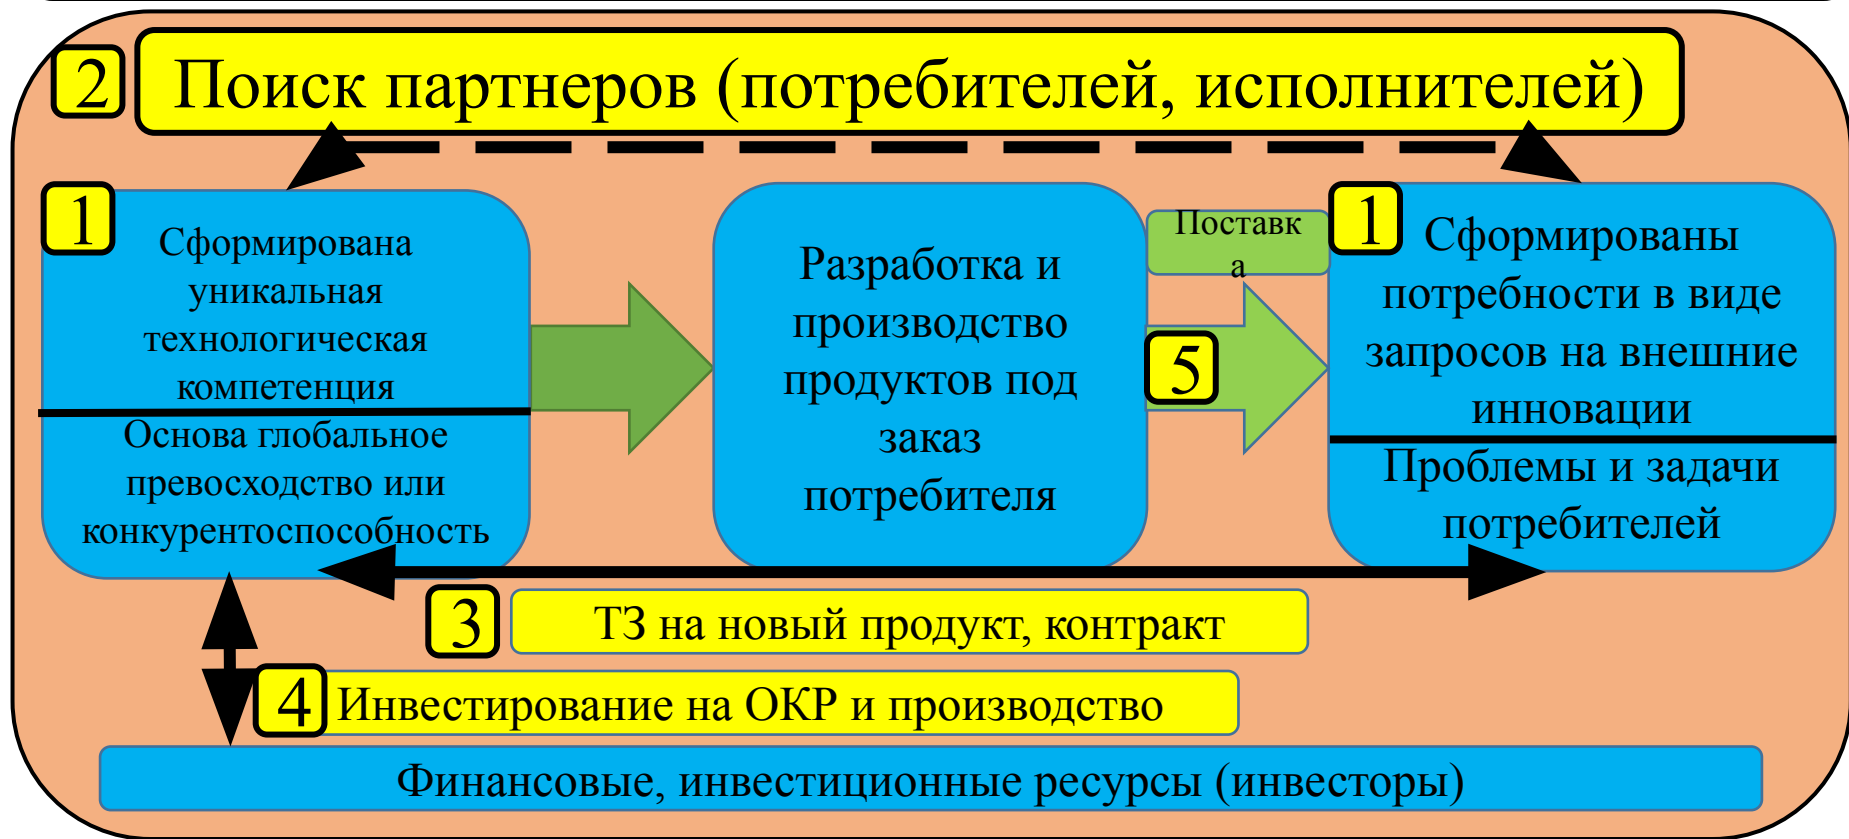 2
Поиск партнеров (потребителей, исполнителей)
1
Сформирована
уникальная
технологическая
компетенция
Основа глобальное
превосходство или
конкурентоспособность
Разработка и
производство
продуктов под
заказ
потребителя
Поставк
а
5
1
Сформированы
потребности в виде
запросов на внешние
инновации
Проблемы и задачи
потребителей
3
ТЗ на новый продукт, контракт
4
Инвестирование на ОКР и производство
Финансовые, инвестиционные ресурсы (инвесторы)